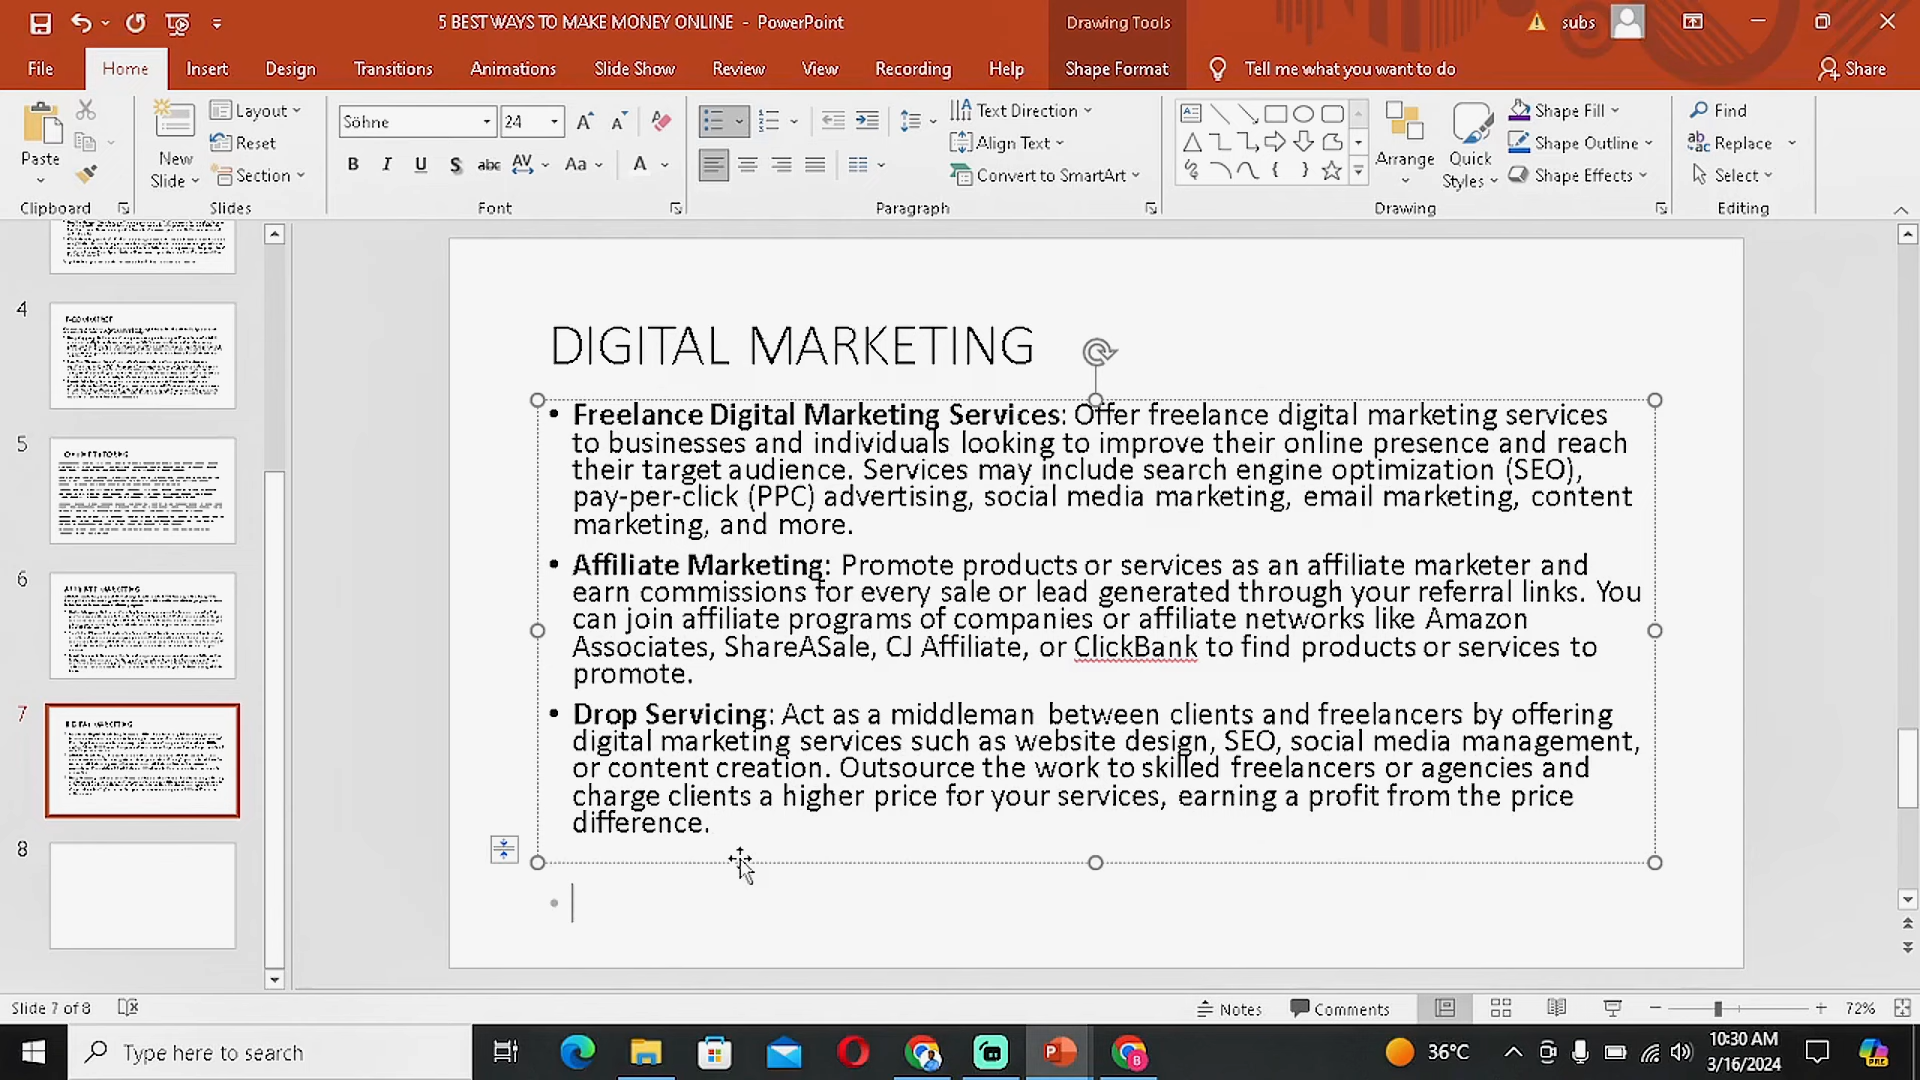 5 BEST WAYS TO MAKE MONEY ONLINE - PowerPoint
Drawing Tools
subs
File
Home
Insert
Design
Transitions
Animations
Slide Show
Review
View
Recording
Help
Shape Format
Tell me what you want to do
Share
Paste
Clipboard
New
Slide
Layout
Reset
Section
Slides
Söhne
24
B I U S abc AV Aa A
Font
Text Direction
Align Text
Convert to SmartArt
Paragraph
Arrange
Quick
Styles
Shape Fill
Shape Outline
Shape Effects
Drawing
Find
Replace
Select
Editing
4
5
6
AFFILIATE MARKETING
7
DIGITAL MARKETING
8
DIGITAL MARKETING
• Freelance Digital Marketing Services: Offer freelance digital marketing services
to businesses and individuals looking to improve their online presence and reach
their target audience. Services may include search engine optimization (SEO),
pay-per-click (PPC) advertising, social media marketing, email marketing, content
marketing, and more.
• Affiliate Marketing: Promote products or services as an affiliate marketer and
earn commissions for every sale or lead generated through your referral links. You
can join affiliate programs of companies or affiliate networks like Amazon
Associates, ShareASale, CJ Affiliate, or ClickBank to find products or services to
promote.
• Drop Servicing: Act as a middleman between clients and freelancers by offering
digital marketing services such as website design, SEO, social media management,
or content creation. Outsource the work to skilled freelancers or agencies and
charge clients a higher price for your services, earning a profit from the price
difference.
•
Slide 7 of 8
Notes
Comments
72%
Type here to search
36°C
10:30 AM
3/16/2024